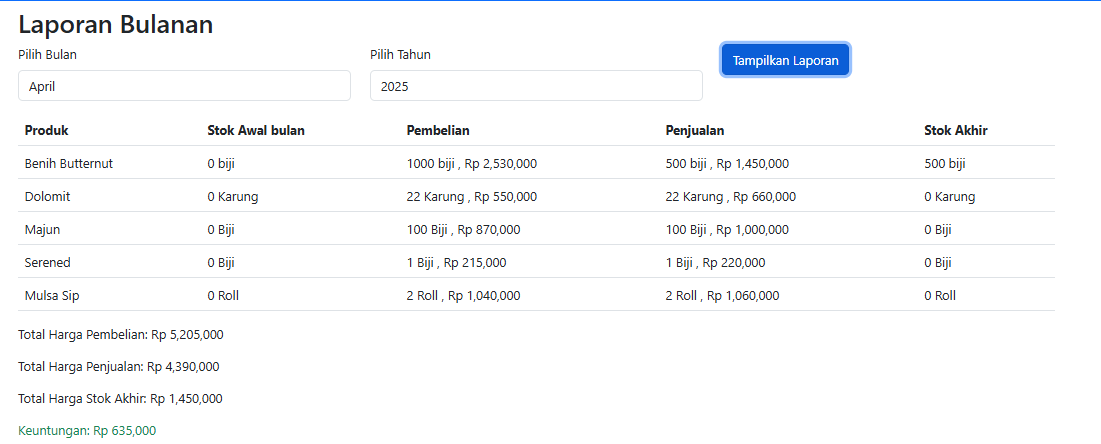 Laporan Bulanan
Pilih Bulan Pilih Tahun Tampilkan Laporan
April 2025
Produk Stok Awal bulan Pembelian Penjualan Stok Akhir
Benih Butternut 0 biji 1000 biji , Rp 2,530,000 500 biji , Rp 1,450,000 500 biji
Dolomit 0 Karung 22 Karung , Rp 550,000 22 Karung , Rp 660,000 0 Karung
Majun 0 Biji 100 Biji , Rp 870,000 100 Biji , Rp 1,000,000 0 Biji
Serened 0 Biji 1 Biji , Rp 215,000 1 Biji , Rp 220,000 0 Biji
Mulsa Sip 0 Roll 2 Roll , Rp 1,040,000 2 Roll , Rp 1,060,000 0 Roll
Total Harga Pembelian: Rp 5,205,000
Total Harga Penjualan: Rp 4,390,000
Total Harga Stok Akhir: Rp 1,450,000
Keuntungan: Rp 635,000